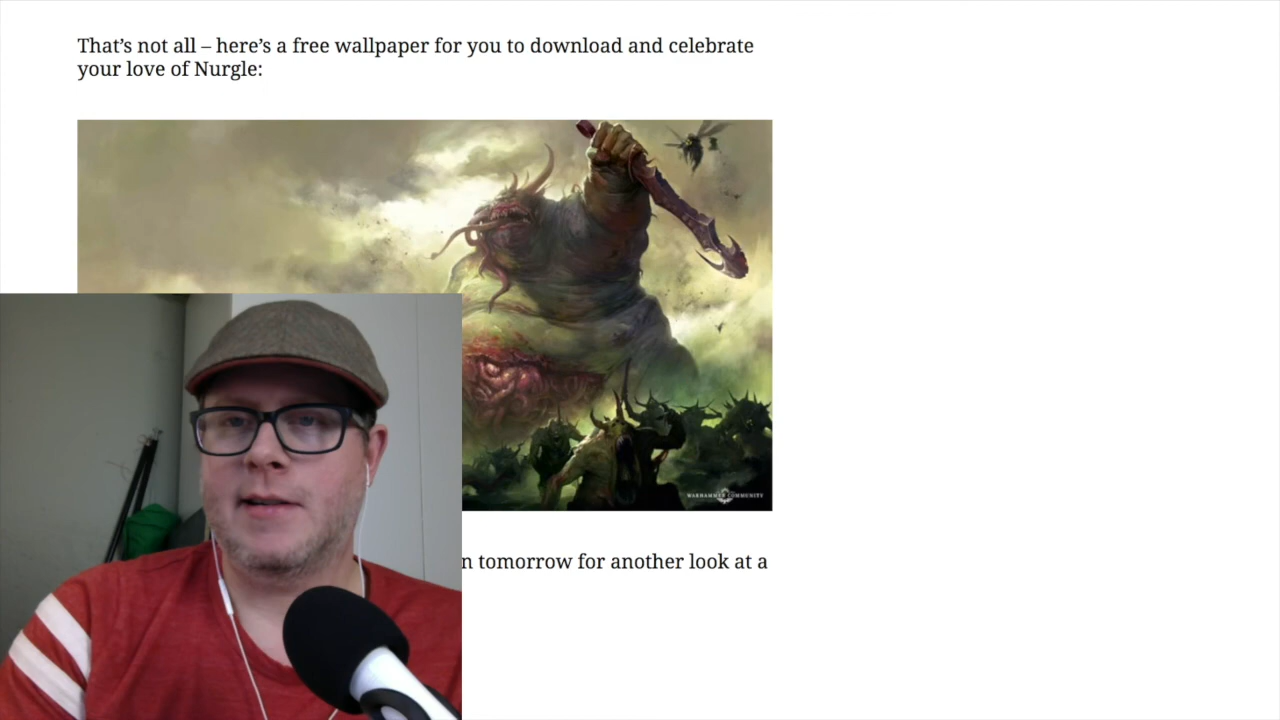 That’s not all – here’s a free wallpaper for you to download and celebrate
your love of Nurgle:
WARHAMMER COMMUNITY
tomorrow for another look at a